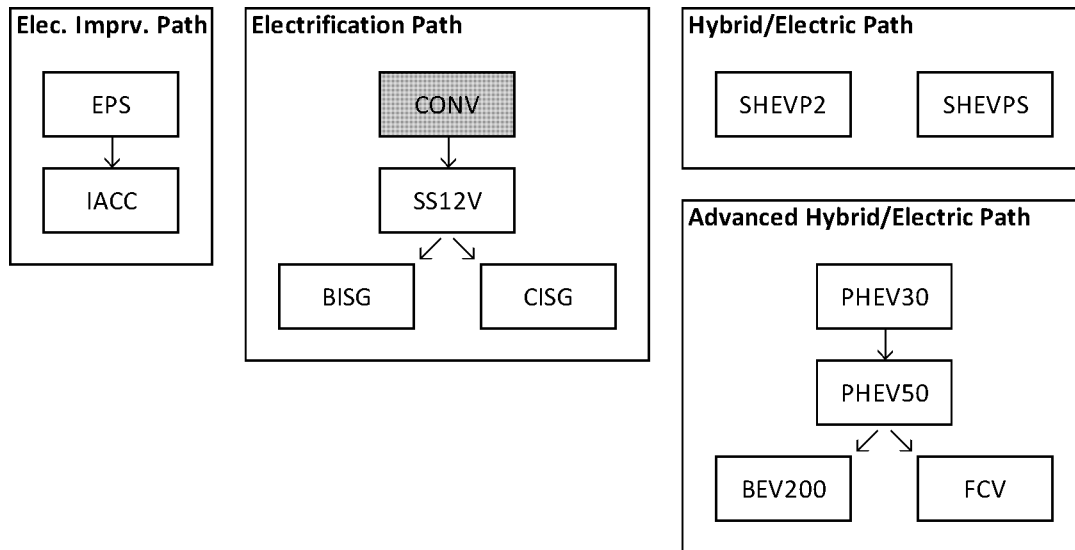 Elec. Imprv. Path
EPS
IACC
Electrification Path
CONV
SS12V
BISG
CISG
Hybrid/Electric Path
SHEVP2
SHEVPS
Advanced Hybrid/Electric Path
PHEV30
PHEV50
BEV200
FCV